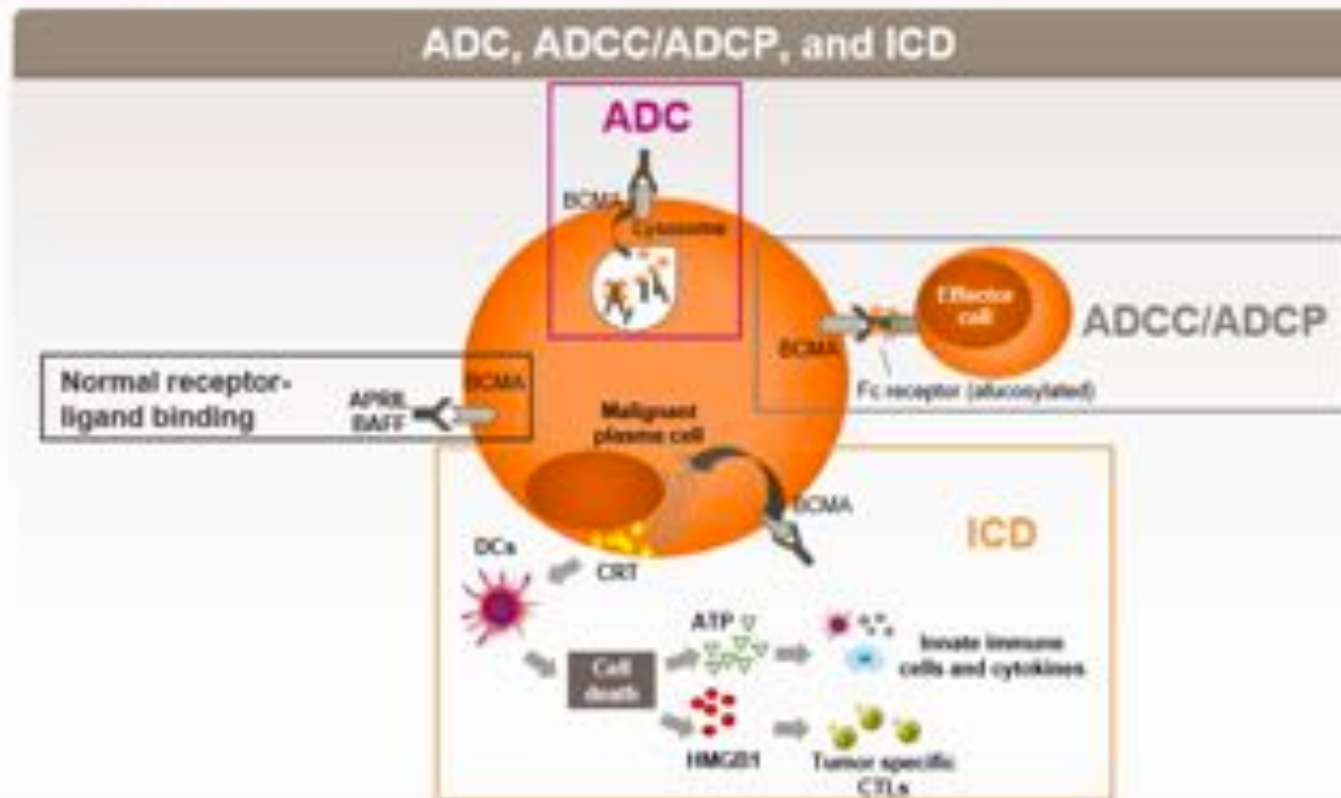 ADC, ADCC/ADCP, and ICD
ADC
BCMA
Lysosome
Effector
cell
ADCC/ADCP
BCMA
Fc receptor (afucosylated)
Normal receptor-
ligand binding
APRIL
BAFF
BCMA
Malignant
plasma cell
BCMA
ICD
DCs
CRT
ATP
Cell
death
Innate immune
cells and cytokines
HMGB1
Tumor specific
CTLs